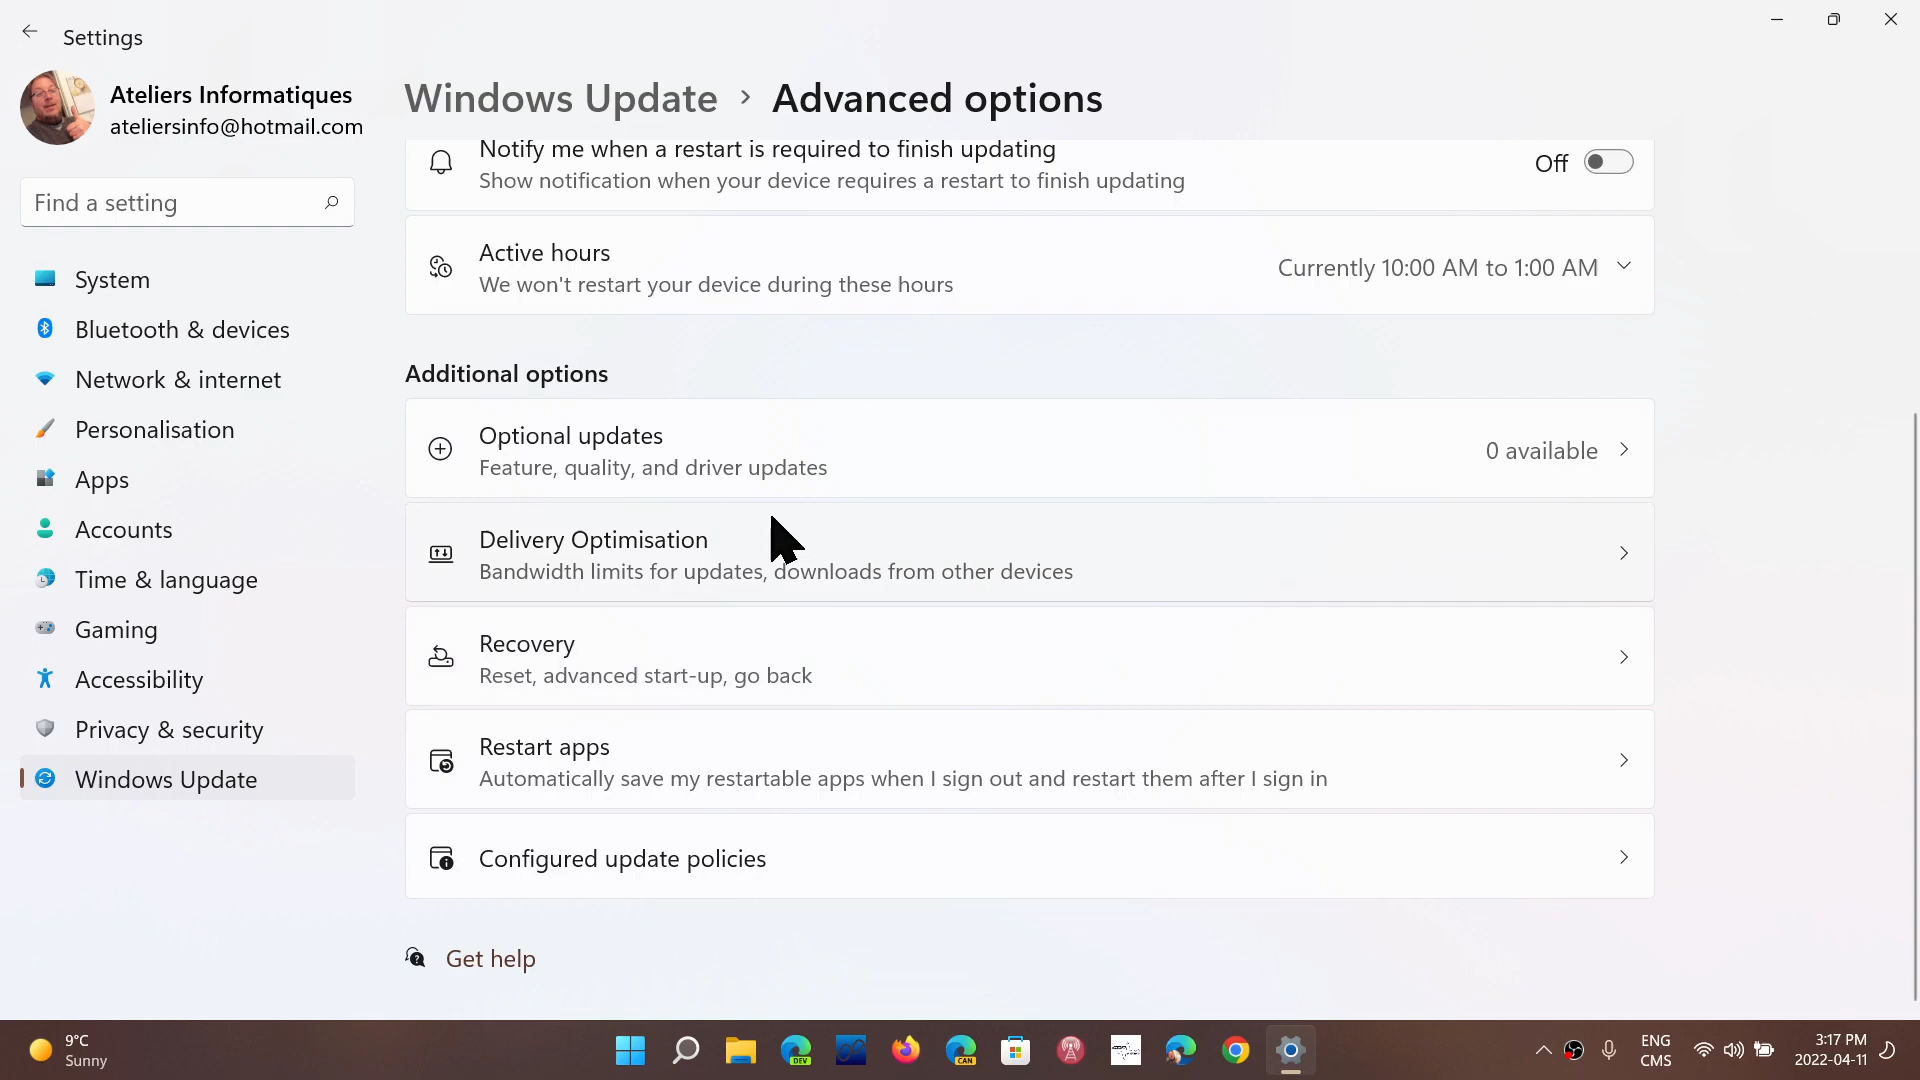 Settings
Ateliers Informatiques
ateliersinfo@hotmail.com
Find a setting
System
Bluetooth & devices
Network & internet
Personalisation
Apps
Accounts
Time & language
Gaming
Accessibility
Privacy & security
Windows Update
Windows Update > Advanced options
Notify me when a restart is required to finish updating
Show notification when your device requires a restart to finish updating
Off
Active hours
We won't restart your device during these hours
Currently 10:00 AM to 1:00 AM
Additional options
Optional updates
Feature, quality, and driver updates
0 available
Delivery Optimisation
Bandwidth limits for updates, downloads from other devices
Recovery
Reset, advanced start-up, go back
Restart apps
Automatically save my restartable apps when I sign out and restart them after I sign in
Configured update policies
Get help
9°C
Sunny
DEV
CAN
ENG
CMS
3:17 PM
2022-04-11